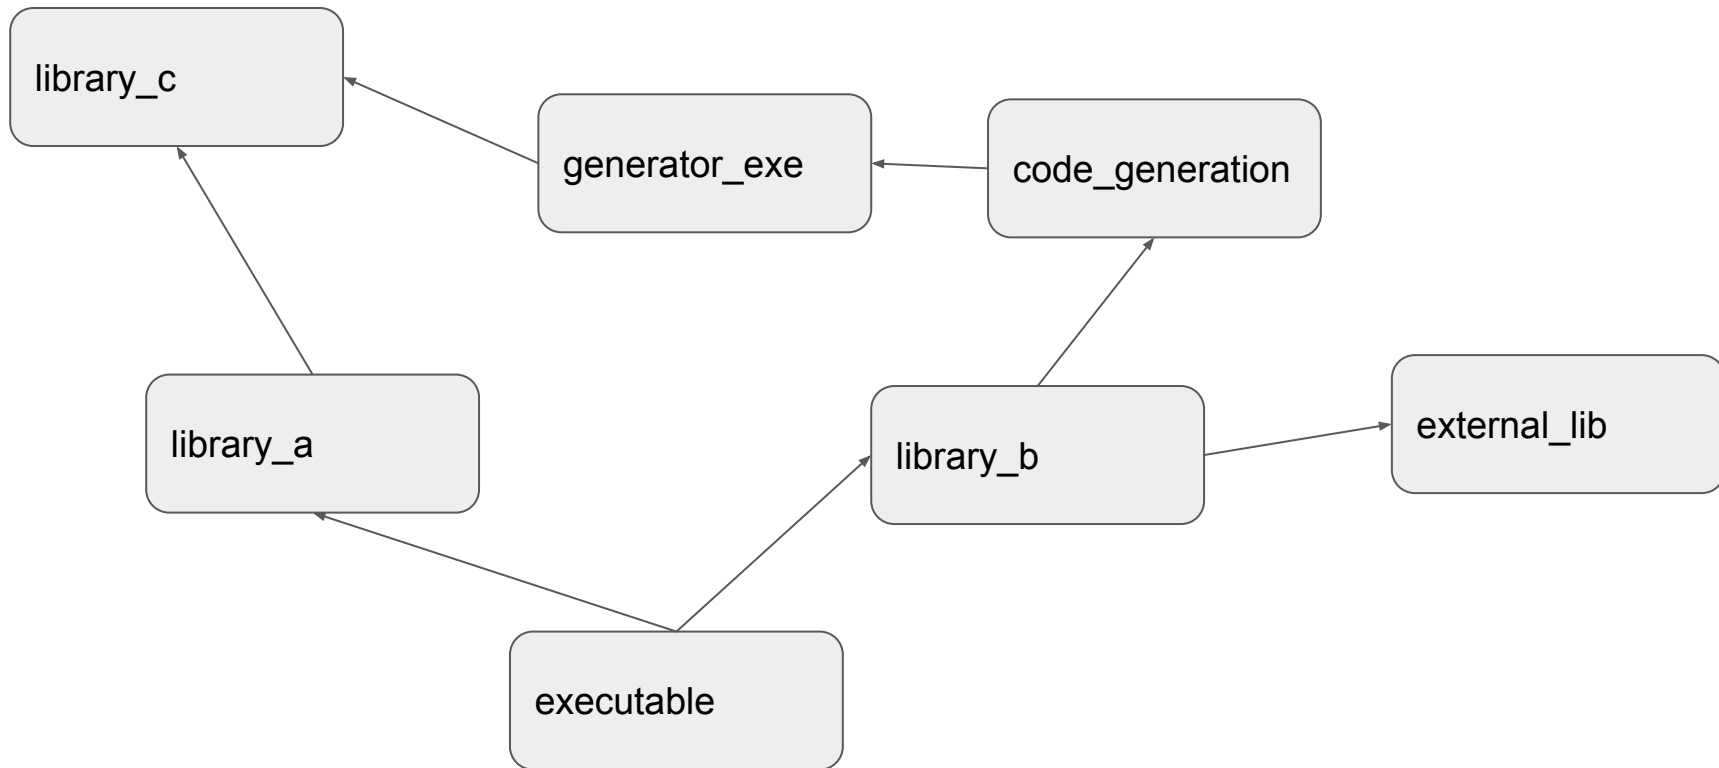 library_c
generator_exe
code_generation
library_a
library_b
external_lib
executable